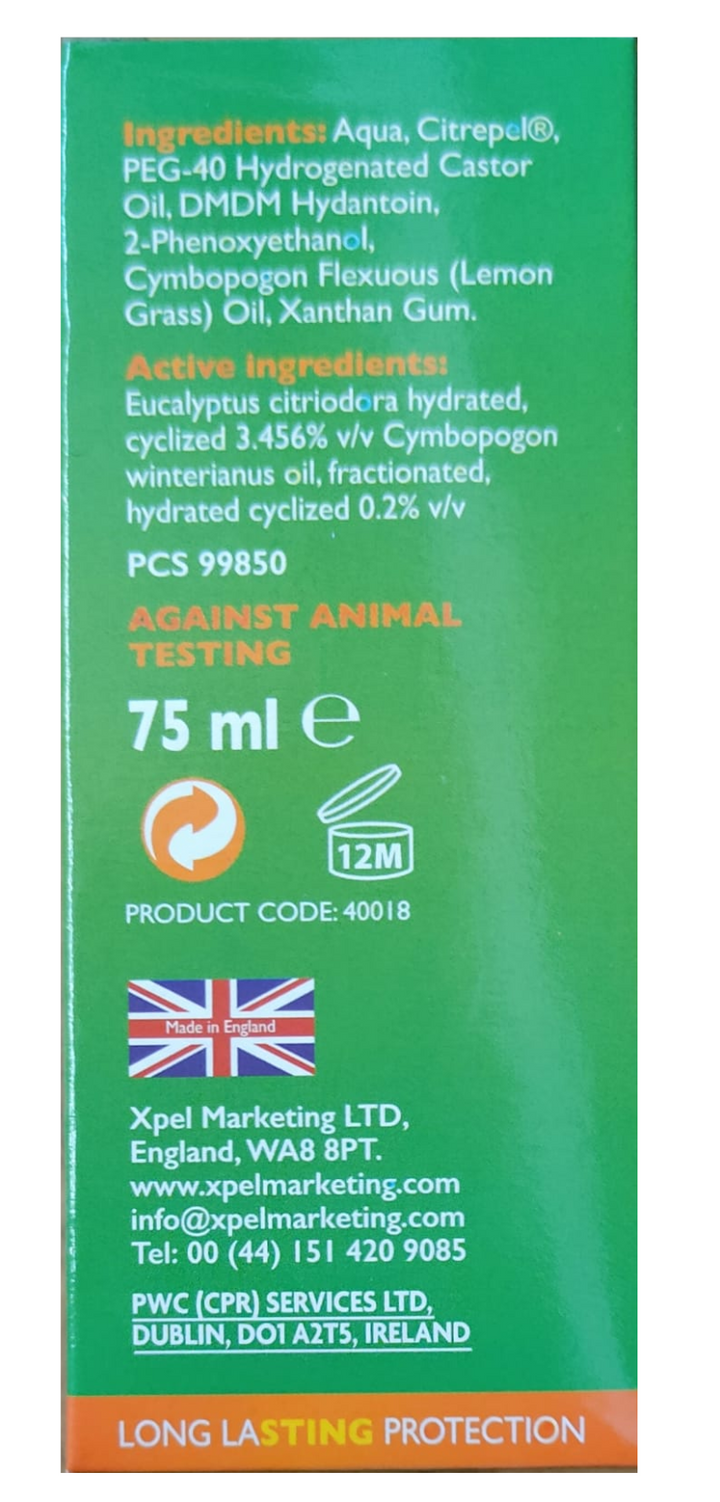 Ingredients: Aqua, Citrepel®,
PEG-40 Hydrogenated Castor
Oil, DMDM Hydantoin,
2-Phenoxyethanol,
Cymbopogon Flexuous (Lemon
Grass) Oil, Xanthan Gum.
Active ingredients:
Eucalyptus citriodora hydrated,
cyclized 3.456% v/v Cymbopogon
winterianus oil, fractionated,
hydrated cyclized 0.2% v/v
PCS 99850
AGAINST ANIMAL
TESTING
75 ml ℮
12M
PRODUCT CODE: 40018
Made in England
Xpel Marketing LTD,
England, WA8 8PT.
www.xpelmarketing.com
info@xpelmarketing.com
Tel: 00 (44) 151 420 9085
PWC (CPR) SERVICES LTD,
DUBLIN, DO1 A2T5, IRELAND
LONG LASTING PROTECTION